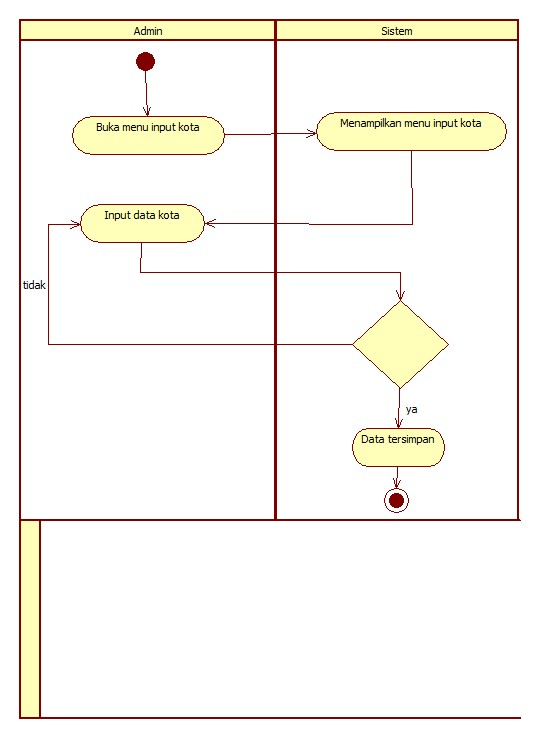 Admin
Sistem
Buka menu input kota
Menampilkan menu input kota
Input data kota
tidak
ya
Data tersimpan